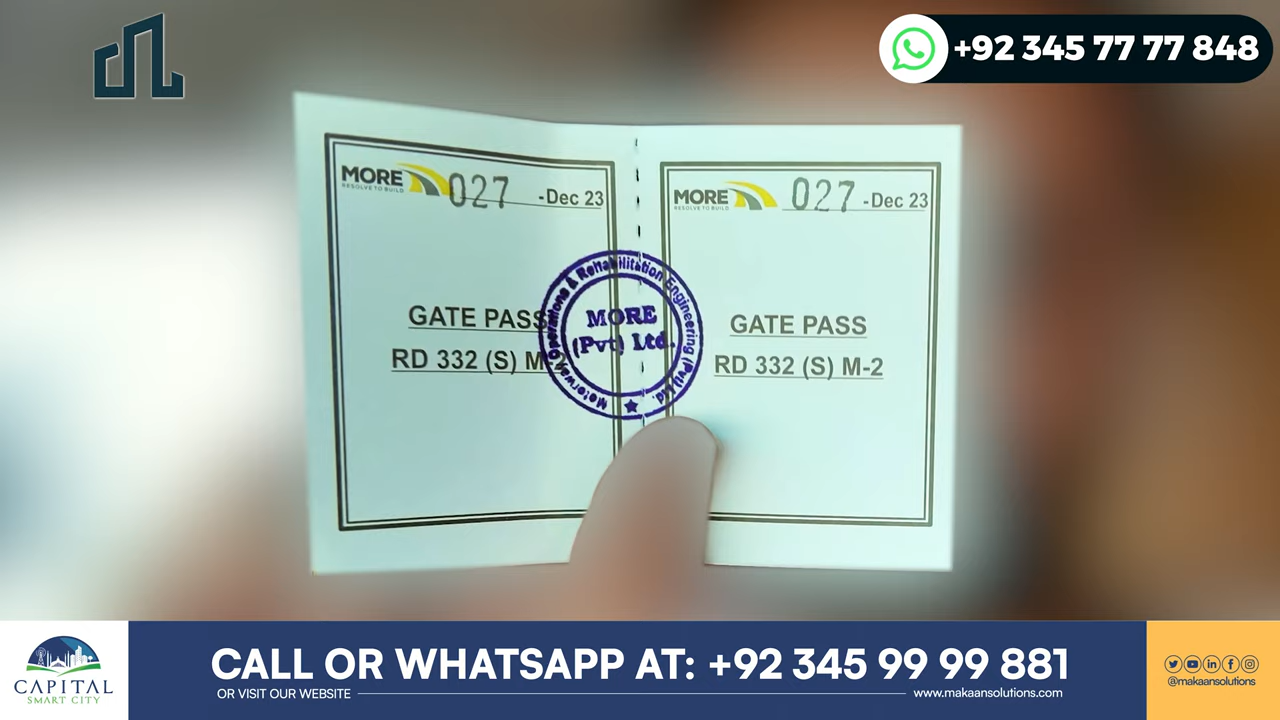 +92 345 77 77 848
MORE
RESOLVE TO BUILD
027 -Dec 23
GATE PASS
RD 332 (S) M-2
MORE
RESOLVE TO BUILD
027 -Dec 23
GATE PASS
RD 332 (S) M-2
Motorway Operations & Rehabilitation Engineering (Pvt) Ltd.
MORE
(Pvt) Ltd.
CAPITAL
SMART CITY
CALL OR WHATSAPP AT: +92 345 99 99 881
OR VISIT OUR WEBSITE
www.makaansolutions.com
@makaansolutions